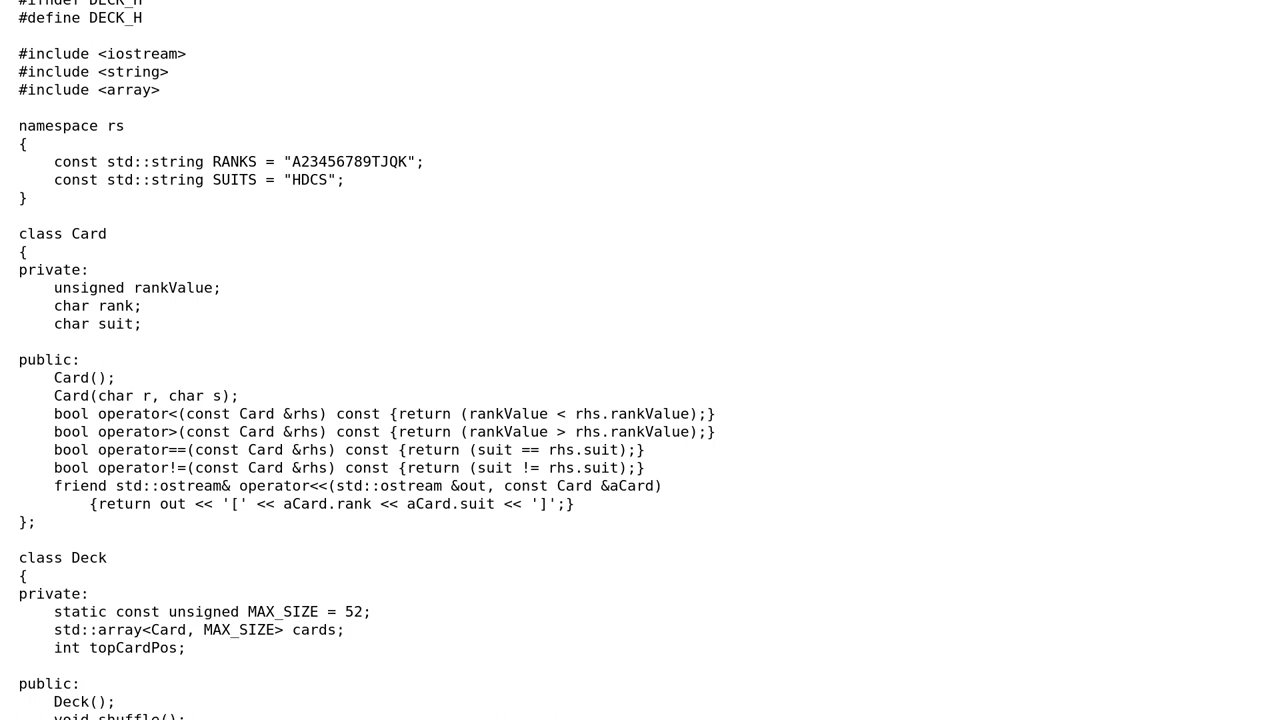 #ifndef DECK_H
#define DECK_H

#include <iostream>
#include <string>
#include <array>

namespace rs
{
    const std::string RANKS = "A23456789TJQK";
    const std::string SUITS = "HDCS";
}

class Card
{
private:
    unsigned rankValue;
    char rank;
    char suit;

public:
    Card();
    Card(char r, char s);
    bool operator<(const Card &rhs) const {return (rankValue < rhs.rankValue);}
    bool operator>(const Card &rhs) const {return (rankValue > rhs.rankValue);}
    bool operator==(const Card &rhs) const {return (suit == rhs.suit);}
    bool operator!=(const Card &rhs) const {return (suit != rhs.suit);}
    friend std::ostream& operator<<(std::ostream &out, const Card &aCard)
        {return out << '[' << aCard.rank << aCard.suit << ']';}
};

class Deck
{
private:
    static const unsigned MAX_SIZE = 52;
    std::array<Card, MAX_SIZE> cards;
    int topCardPos;

public:
    Deck();
    void shuffle();